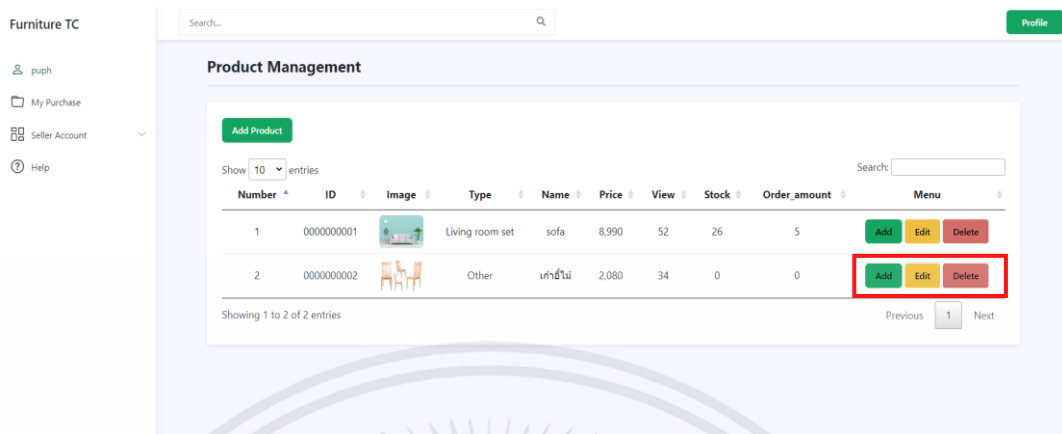 Furniture TC
Search...
Profile
puph
My Purchase
Seller Account
Help
Product Management
Add Product
Show 10 entries
Search:
Number ID Image Type Name Price View Stock Order_amount Menu
1 0000000001 Living room set sofa 8,990 52 26 5 Add Edit Delete
2 0000000002 Other เก้าอี้ไม้ 2,080 34 0 0 Add Edit Delete
Showing 1 to 2 of 2 entries
Previous 1 Next